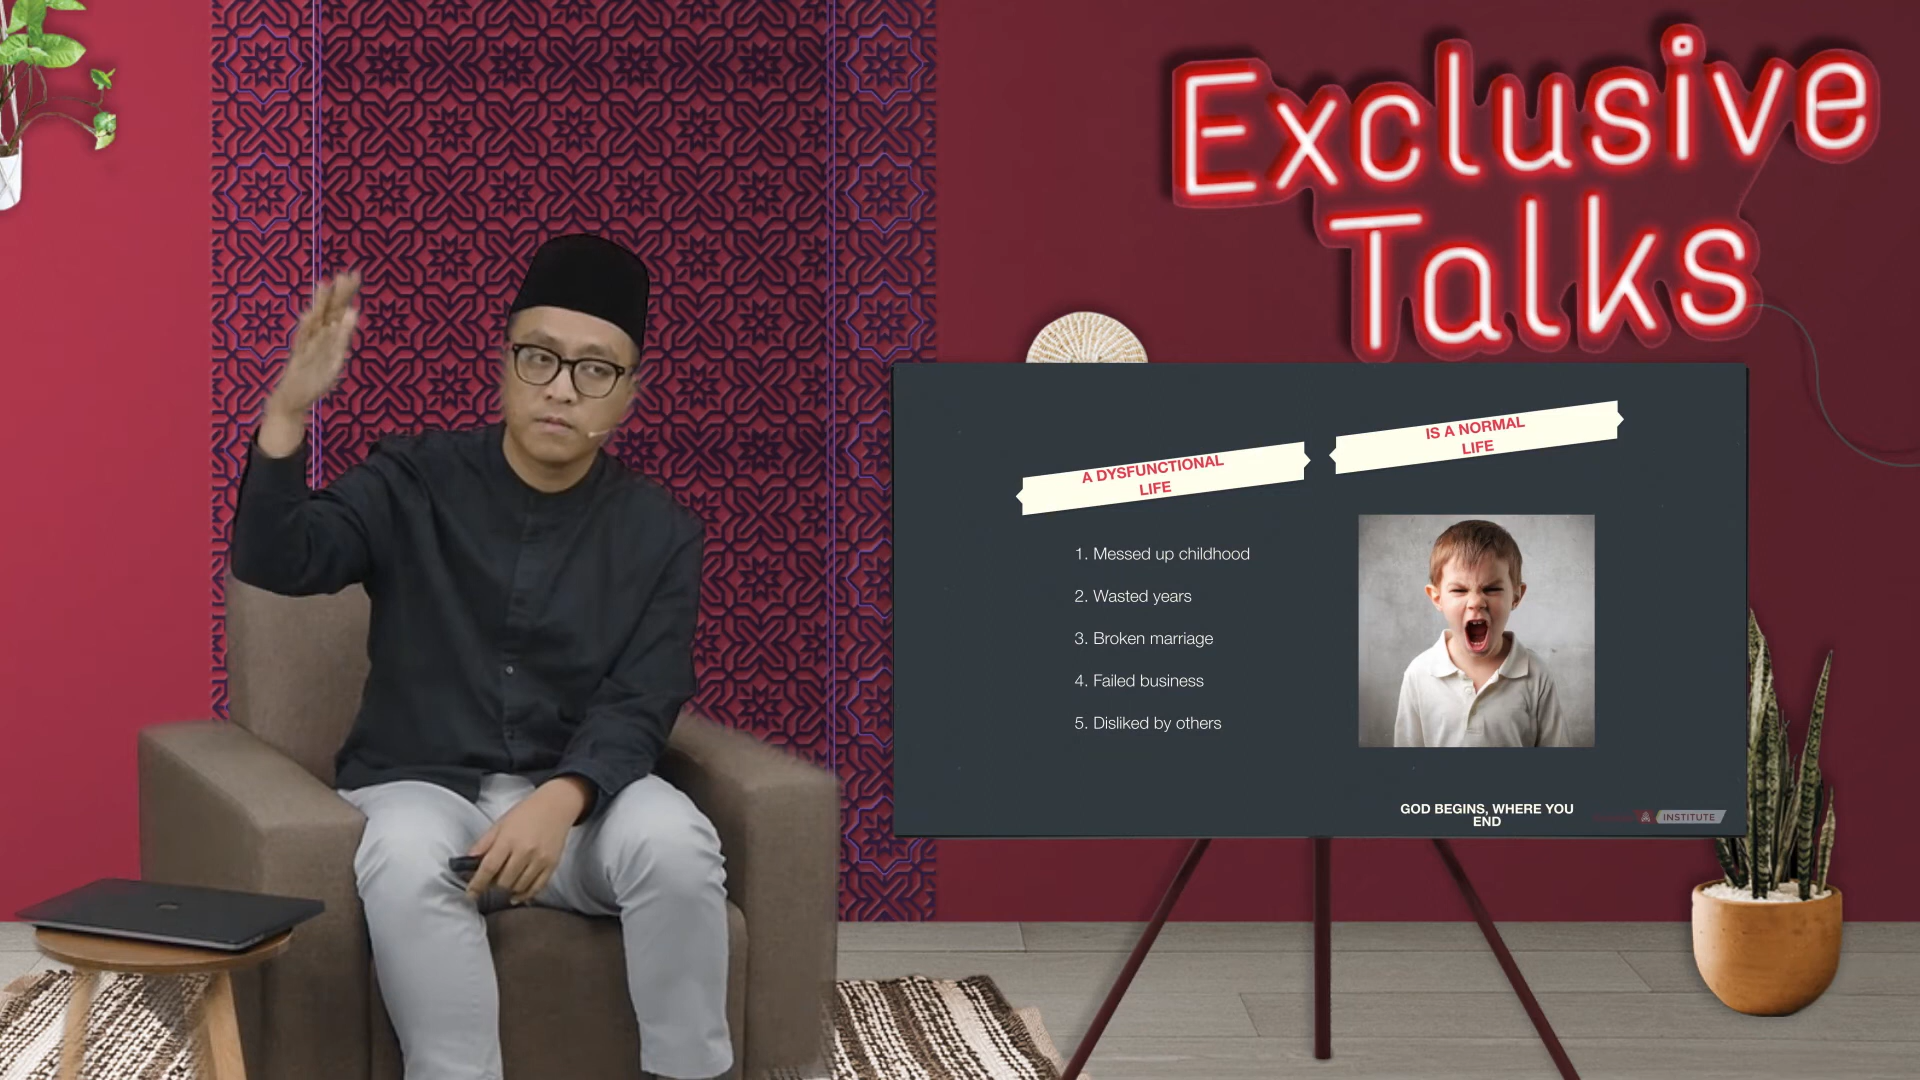 Exclusive
Talks
A DYSFUNCTIONAL
LIFE
IS A NORMAL
LIFE
1. Messed up childhood
2. Wasted years
3. Broken marriage
4. Failed business
5. Disliked by others
GOD BEGINS, WHERE YOU
END
INSTITUTE